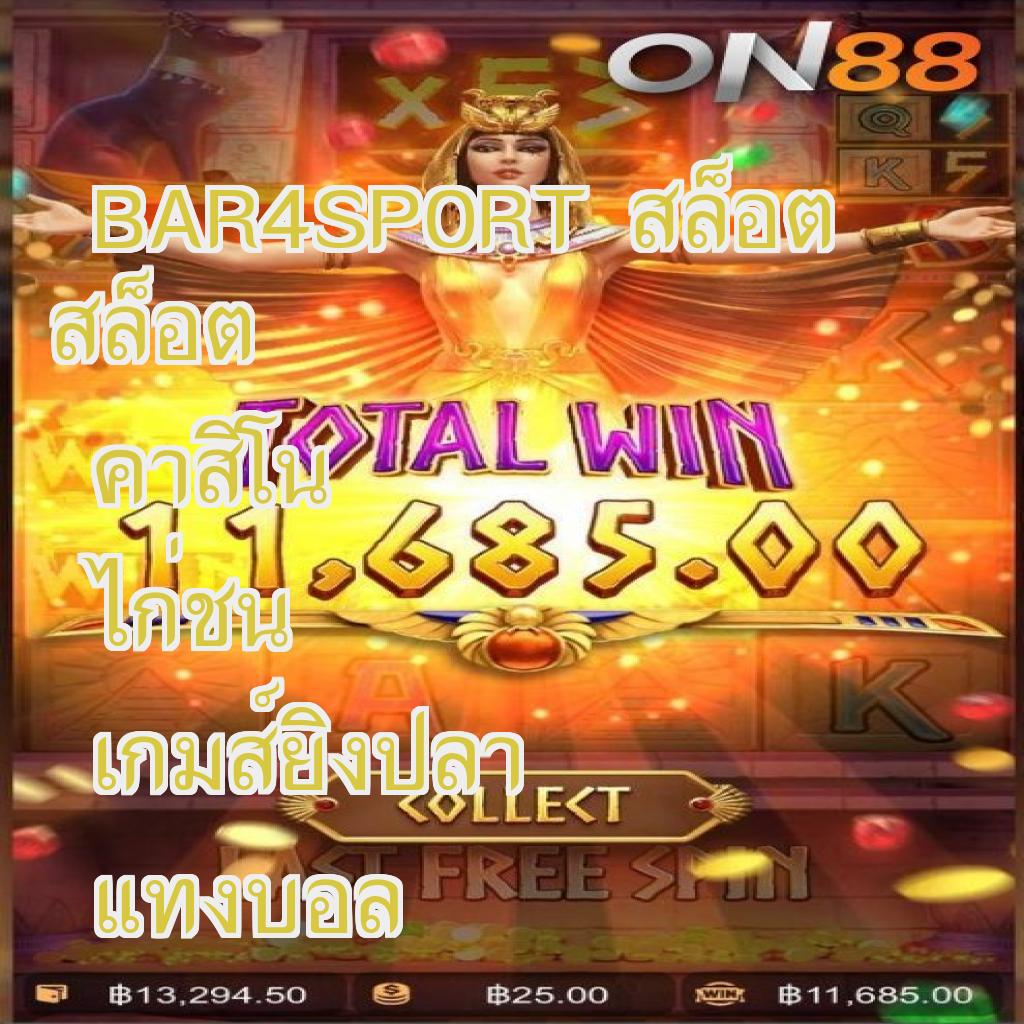 ON88
x53
Q
K 5
BAR4SPORT สล็อต
สล็อต
TOTAL WIN
คาสิโน
11,685.00
ไก่ชน
A K
เกมส์ยิงปลา
COLLECT
LAST FREE SPIN
แทงบอล
฿13,294.50 ฿25.00 WIN ฿11,685.00